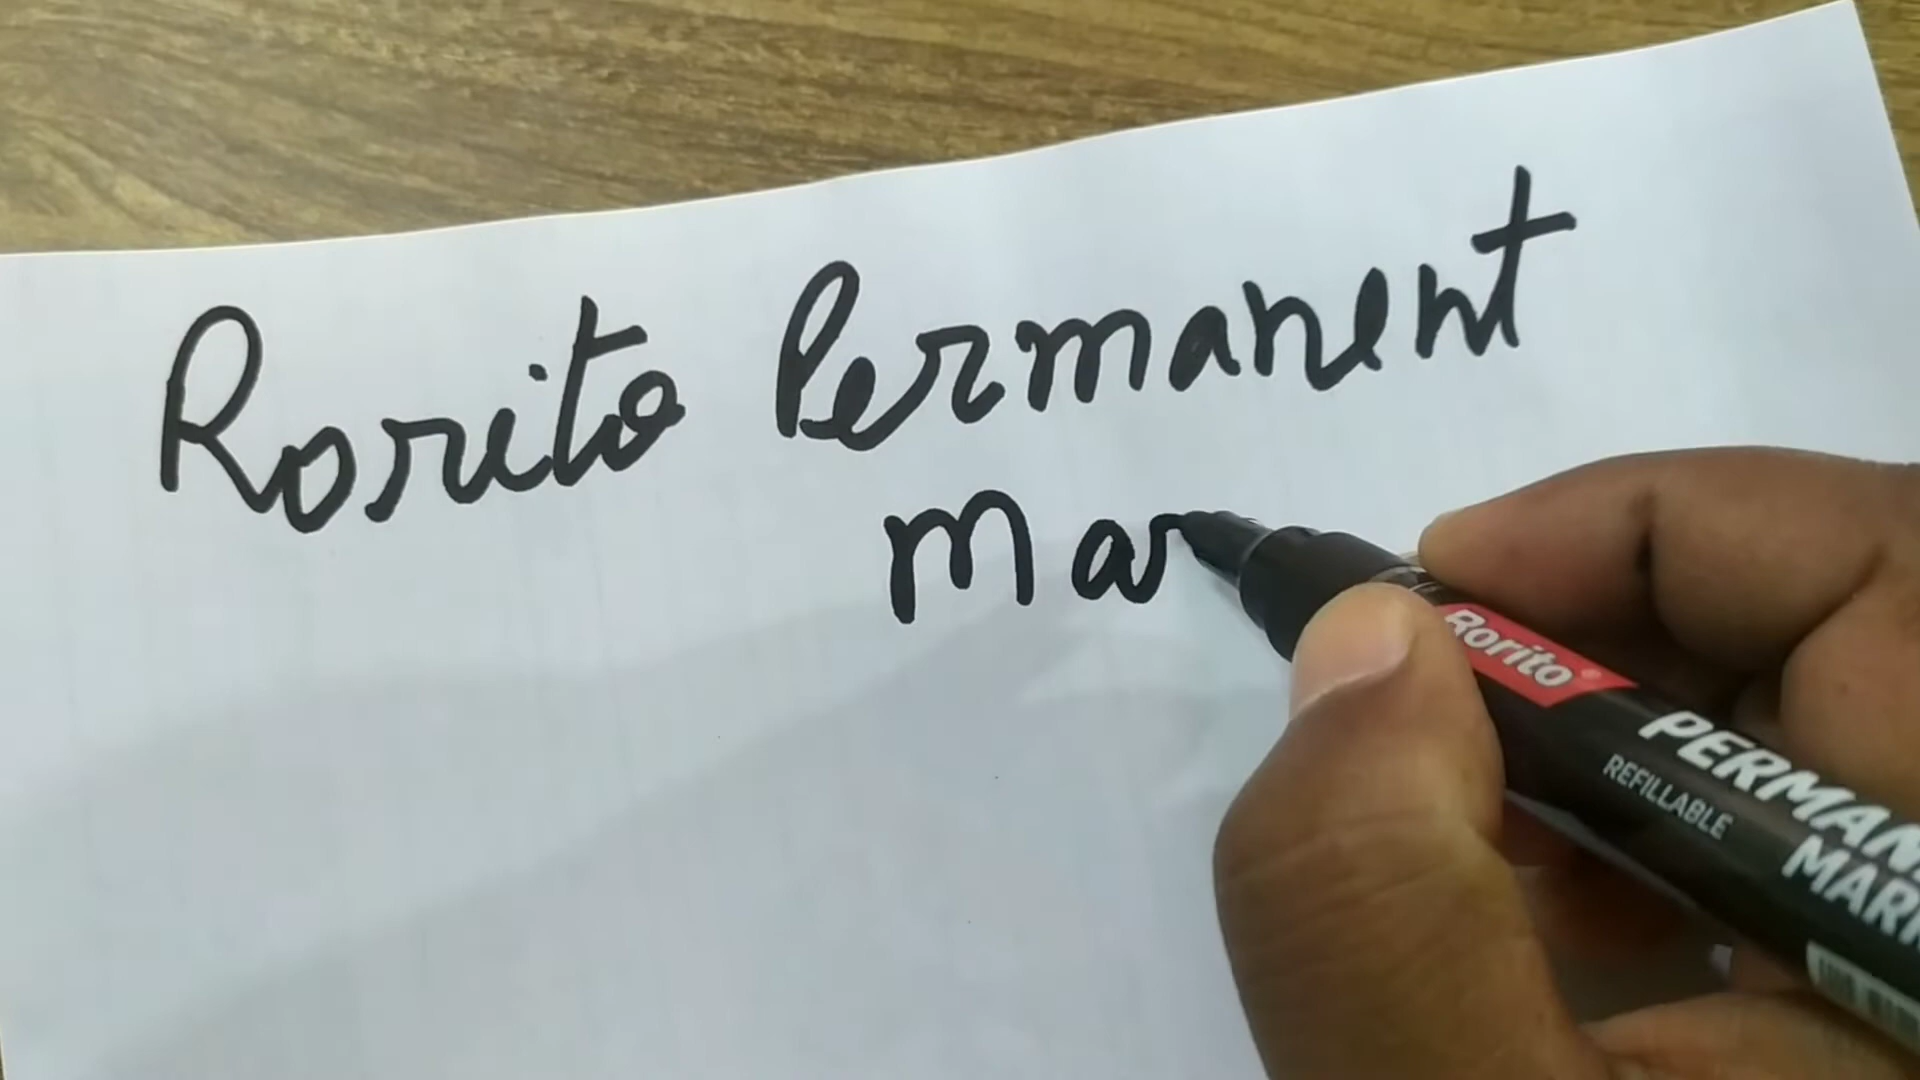 Rorito Permanent
Mar
Rorito
PERMAN
REFILLABLE
MARK